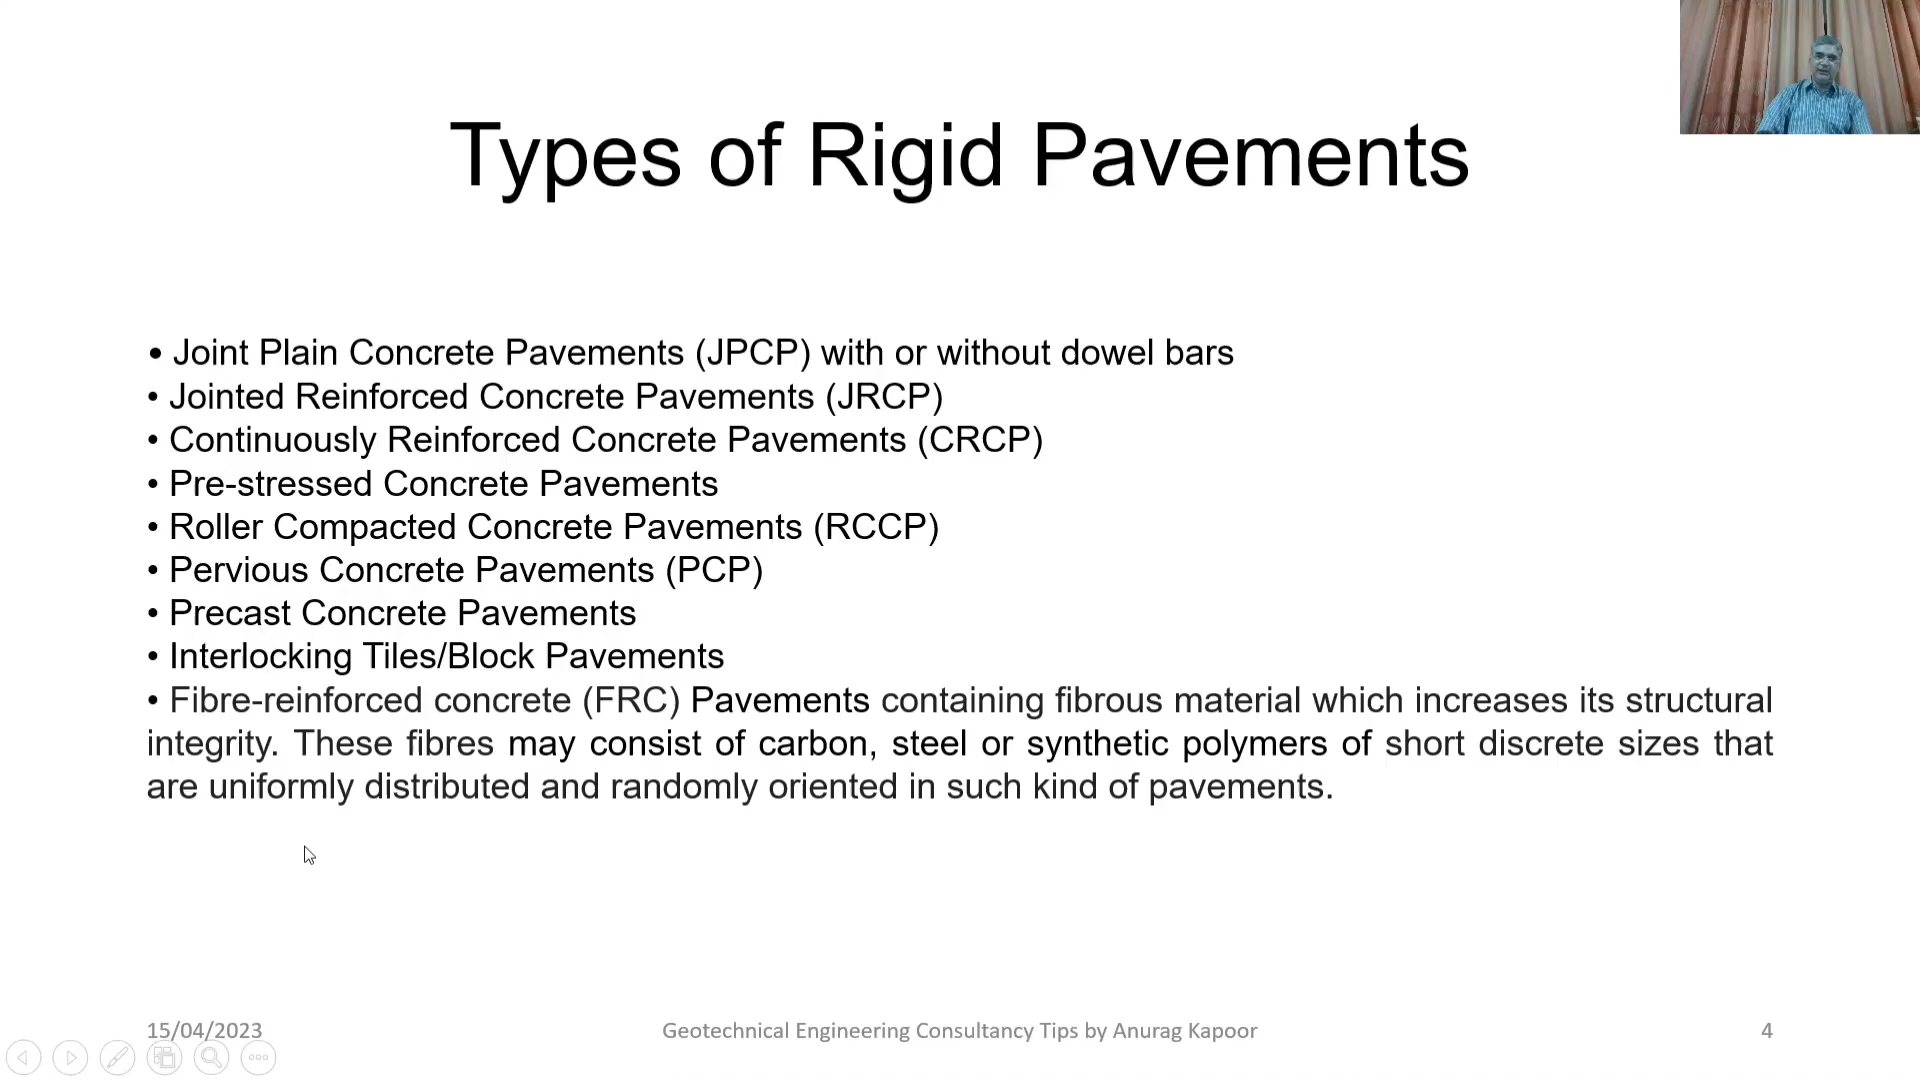 Types of Rigid Pavements
• Joint Plain Concrete Pavements (JPCP) with or without dowel bars
• Jointed Reinforced Concrete Pavements (JRCP)
• Continuously Reinforced Concrete Pavements (CRCP)
• Pre-stressed Concrete Pavements
• Roller Compacted Concrete Pavements (RCCP)
• Pervious Concrete Pavements (PCP)
• Precast Concrete Pavements
• Interlocking Tiles/Block Pavements
• Fibre-reinforced concrete (FRC) Pavements containing fibrous material which increases its structural
integrity. These fibres may consist of carbon, steel or synthetic polymers of short discrete sizes that
are uniformly distributed and randomly oriented in such kind of pavements.
15/04/2023
Geotechnical Engineering Consultancy Tips by Anurag Kapoor
4